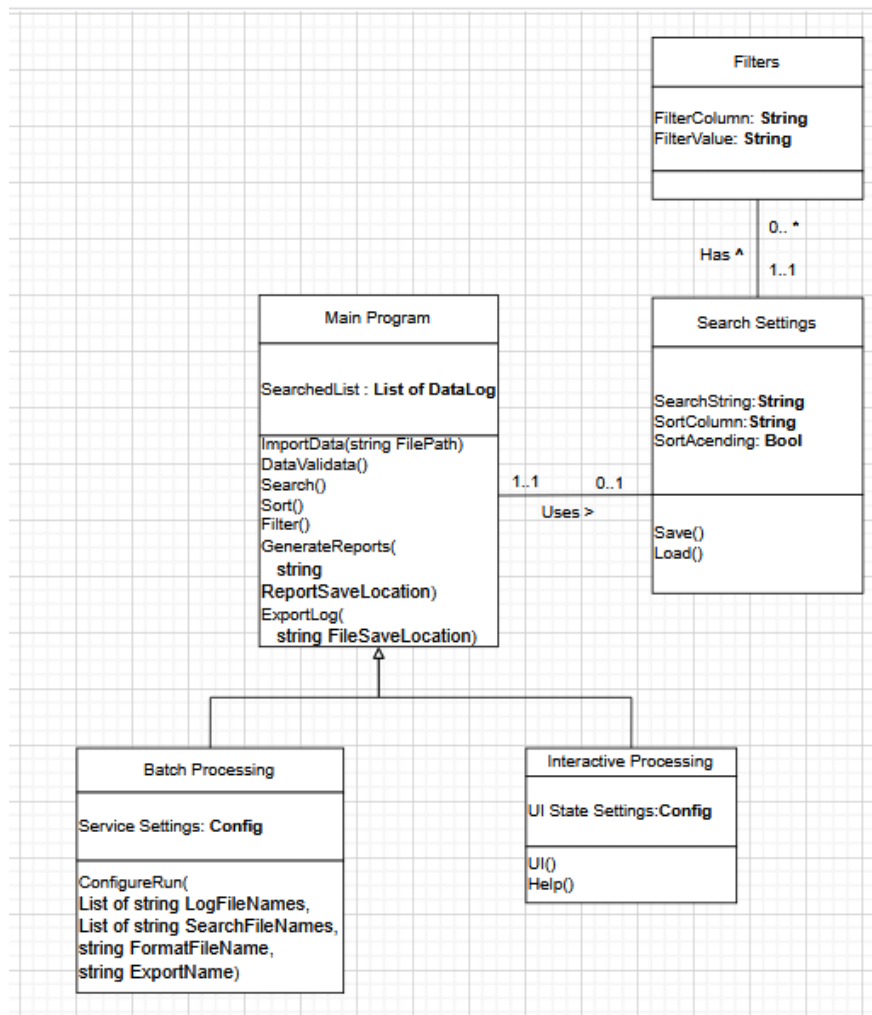 Filters
FilterColumn: String
FilterValue: String
0.. *
Has ^
1..1
Main Program
SearchedList : List of DataLog
ImportData(string FilePath)
DataValidata()
Search()
Sort()
Filter()
GenerateReports(
string
ReportSaveLocation)
ExportLog(
string FileSaveLocation)
1..1
0..1
Uses >
Search Settings
SearchString:String
SortColumn:String
SortAcending: Bool
Save()
Load()
Batch Processing
Service Settings: Config
ConfigureRun(
List of string LogFileNames,
List of string SearchFileNames,
string FormatFileName,
string ExportName)
Interactive Processing
UI State Settings:Config
UI()
Help()